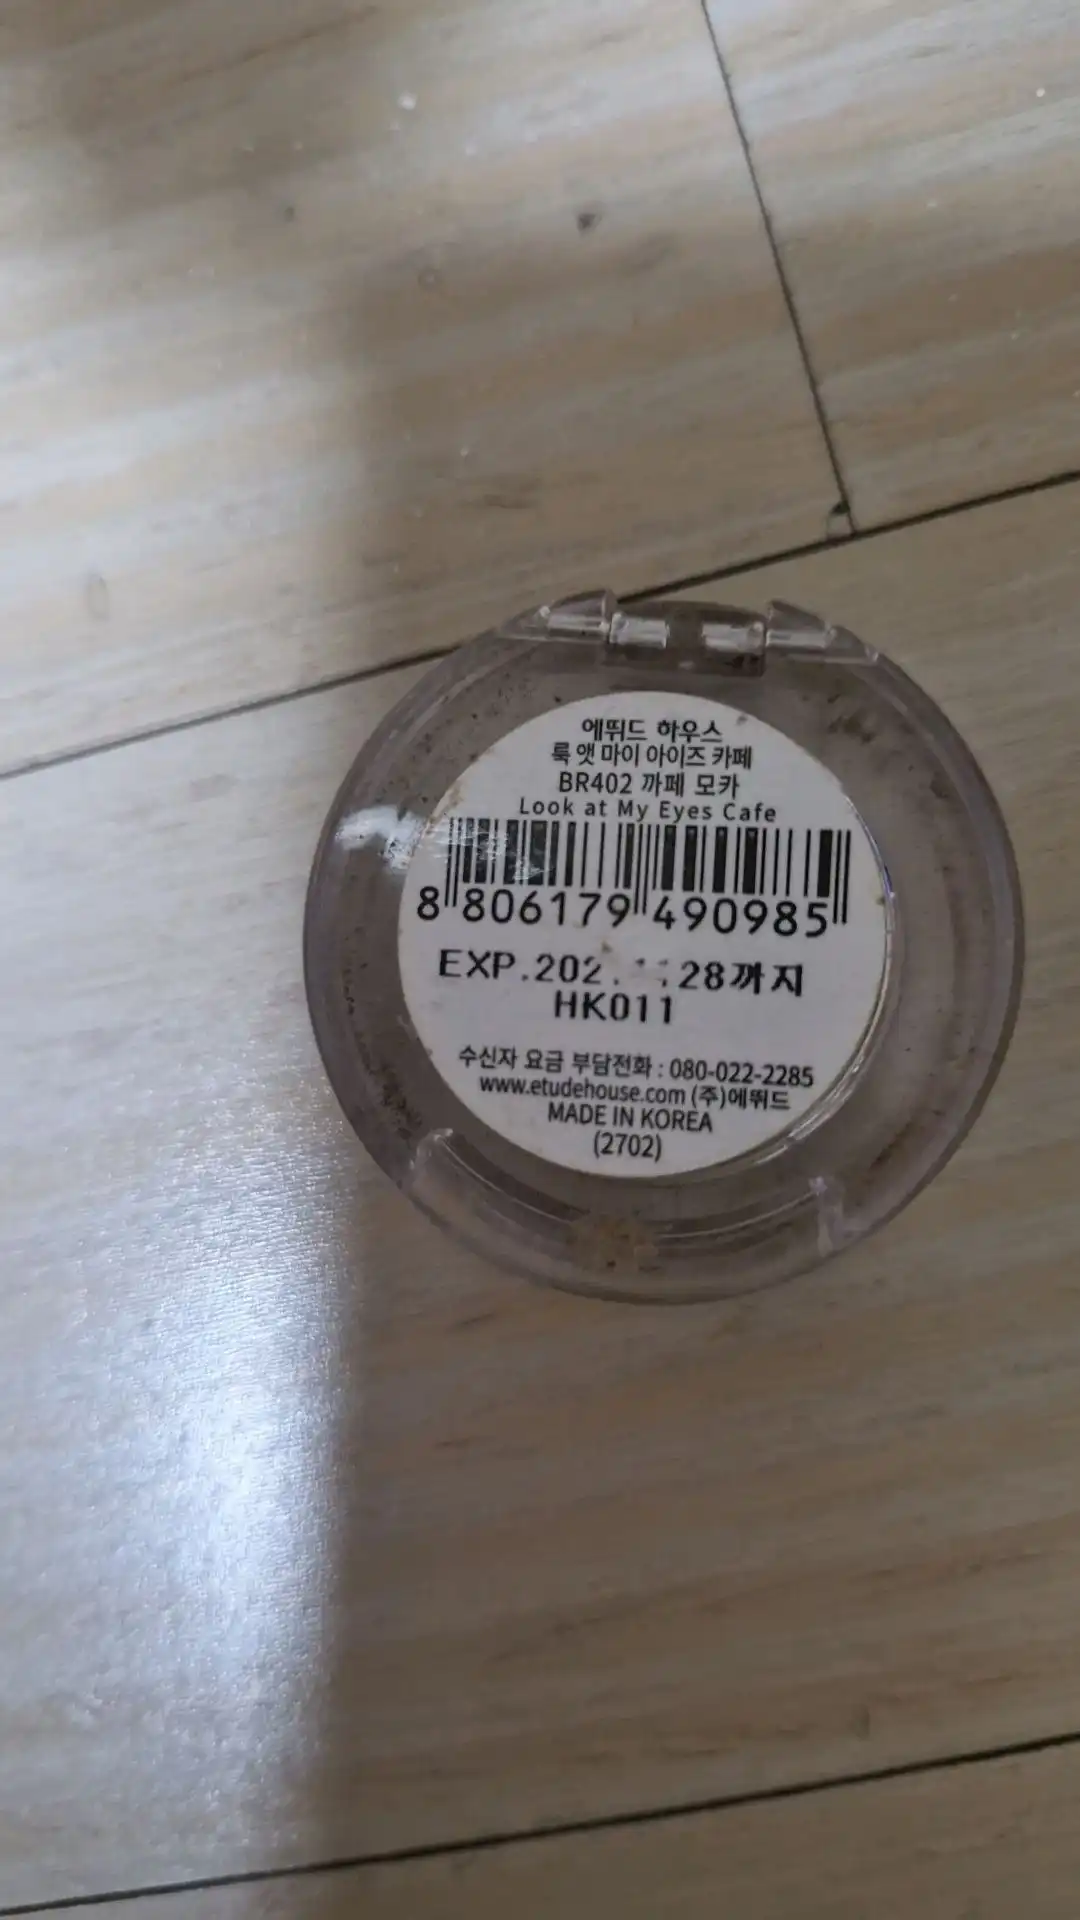 에뛰드 하우스
룩 앳 마이 아이즈 카페
BR402 까페 모카
Look at My Eyes Cafe
8 806179 490985
28까지
HK011
수신자 요금 부담전화 : 080-022-2285
www.etudehouse.com (주)에뛰드
MADE IN KOREA
(2702)